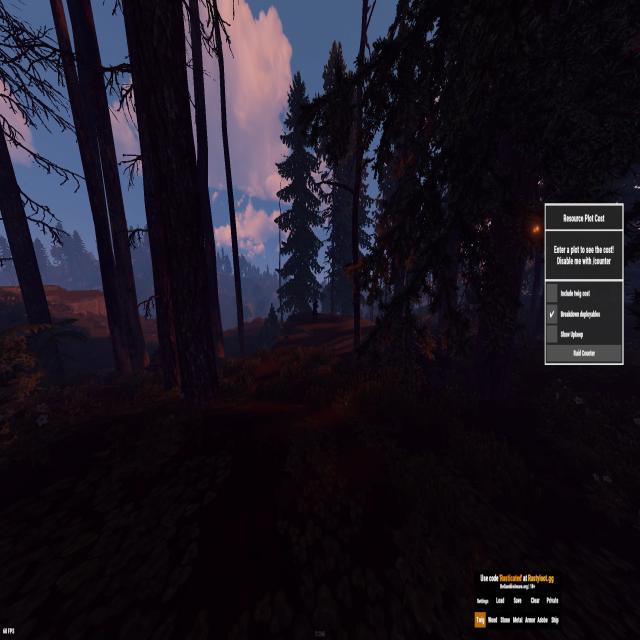 Resource Plot Cost
Enter a plot to see the cost!
Disable me with /counter
Include twig cost
Breakdown deployables
Show Upkeep
Raid Counter
Use code 'Rusticated' at Rustyloot.gg
Settings Load Save Clear Private
Twig Wood Stone Metal Armor Adobe Skip
60 FPS